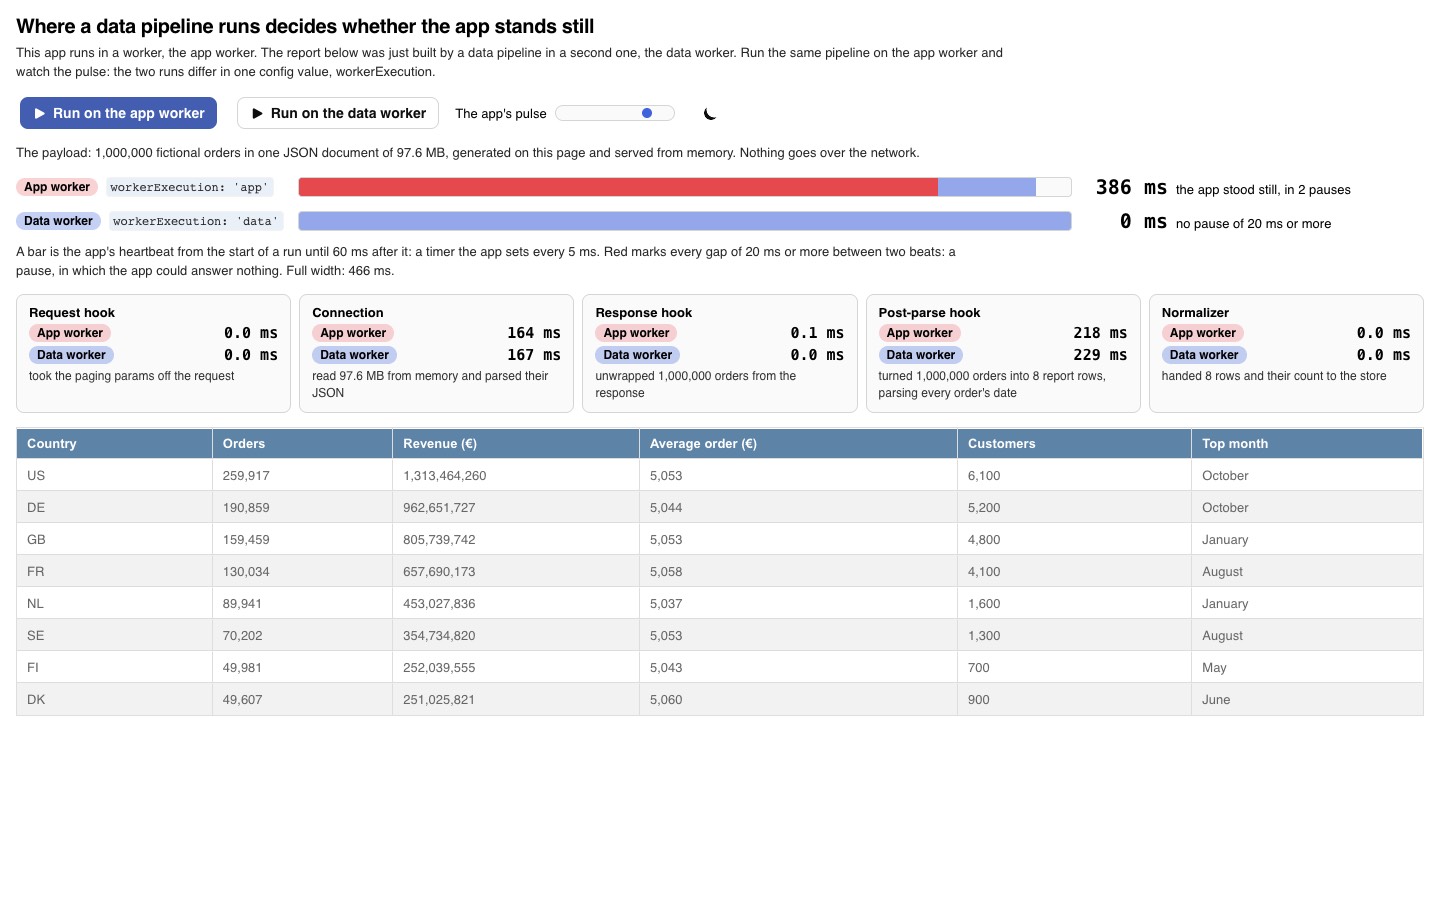 Where a data pipeline runs decides whether the app stands still
This app runs in a worker, the app worker. The report below was just built by a data pipeline in a second one, the data worker. Run the same pipeline on the app worker and
watch the pulse: the two runs differ in one config value, workerExecution.
Run on the app worker
Run on the data worker
The app's pulse
The payload: 1,000,000 fictional orders in one JSON document of 97.6 MB, generated on this page and served from memory. Nothing goes over the network.
App worker workerExecution: 'app' 386 ms the app stood still, in 2 pauses
Data worker workerExecution: 'data' 0 ms no pause of 20 ms or more
A bar is the app's heartbeat from the start of a run until 60 ms after it: a timer the app sets every 5 ms. Red marks every gap of 20 ms or more between two beats: a
pause, in which the app could answer nothing. Full width: 466 ms.
Request hook
App worker 0.0 ms
Data worker 0.0 ms
took the paging params off the request
Connection
App worker 164 ms
Data worker 167 ms
read 97.6 MB from memory and parsed their
JSON
Response hook
App worker 0.1 ms
Data worker 0.0 ms
unwrapped 1,000,000 orders from the
response
Post-parse hook
App worker 218 ms
Data worker 229 ms
turned 1,000,000 orders into 8 report rows,
parsing every order's date
Normalizer
App worker 0.0 ms
Data worker 0.0 ms
handed 8 rows and their count to the store
Country Orders Revenue (€) Average order (€) Customers Top month
US 259,917 1,313,464,260 5,053 6,100 October
DE 190,859 962,651,727 5,044 5,200 October
GB 159,459 805,739,742 5,053 4,800 January
FR 130,034 657,690,173 5,058 4,100 August
NL 89,941 453,027,836 5,037 1,600 January
SE 70,202 354,734,820 5,053 1,300 August
FI 49,981 252,039,555 5,043 700 May
DK 49,607 251,025,821 5,060 900 June